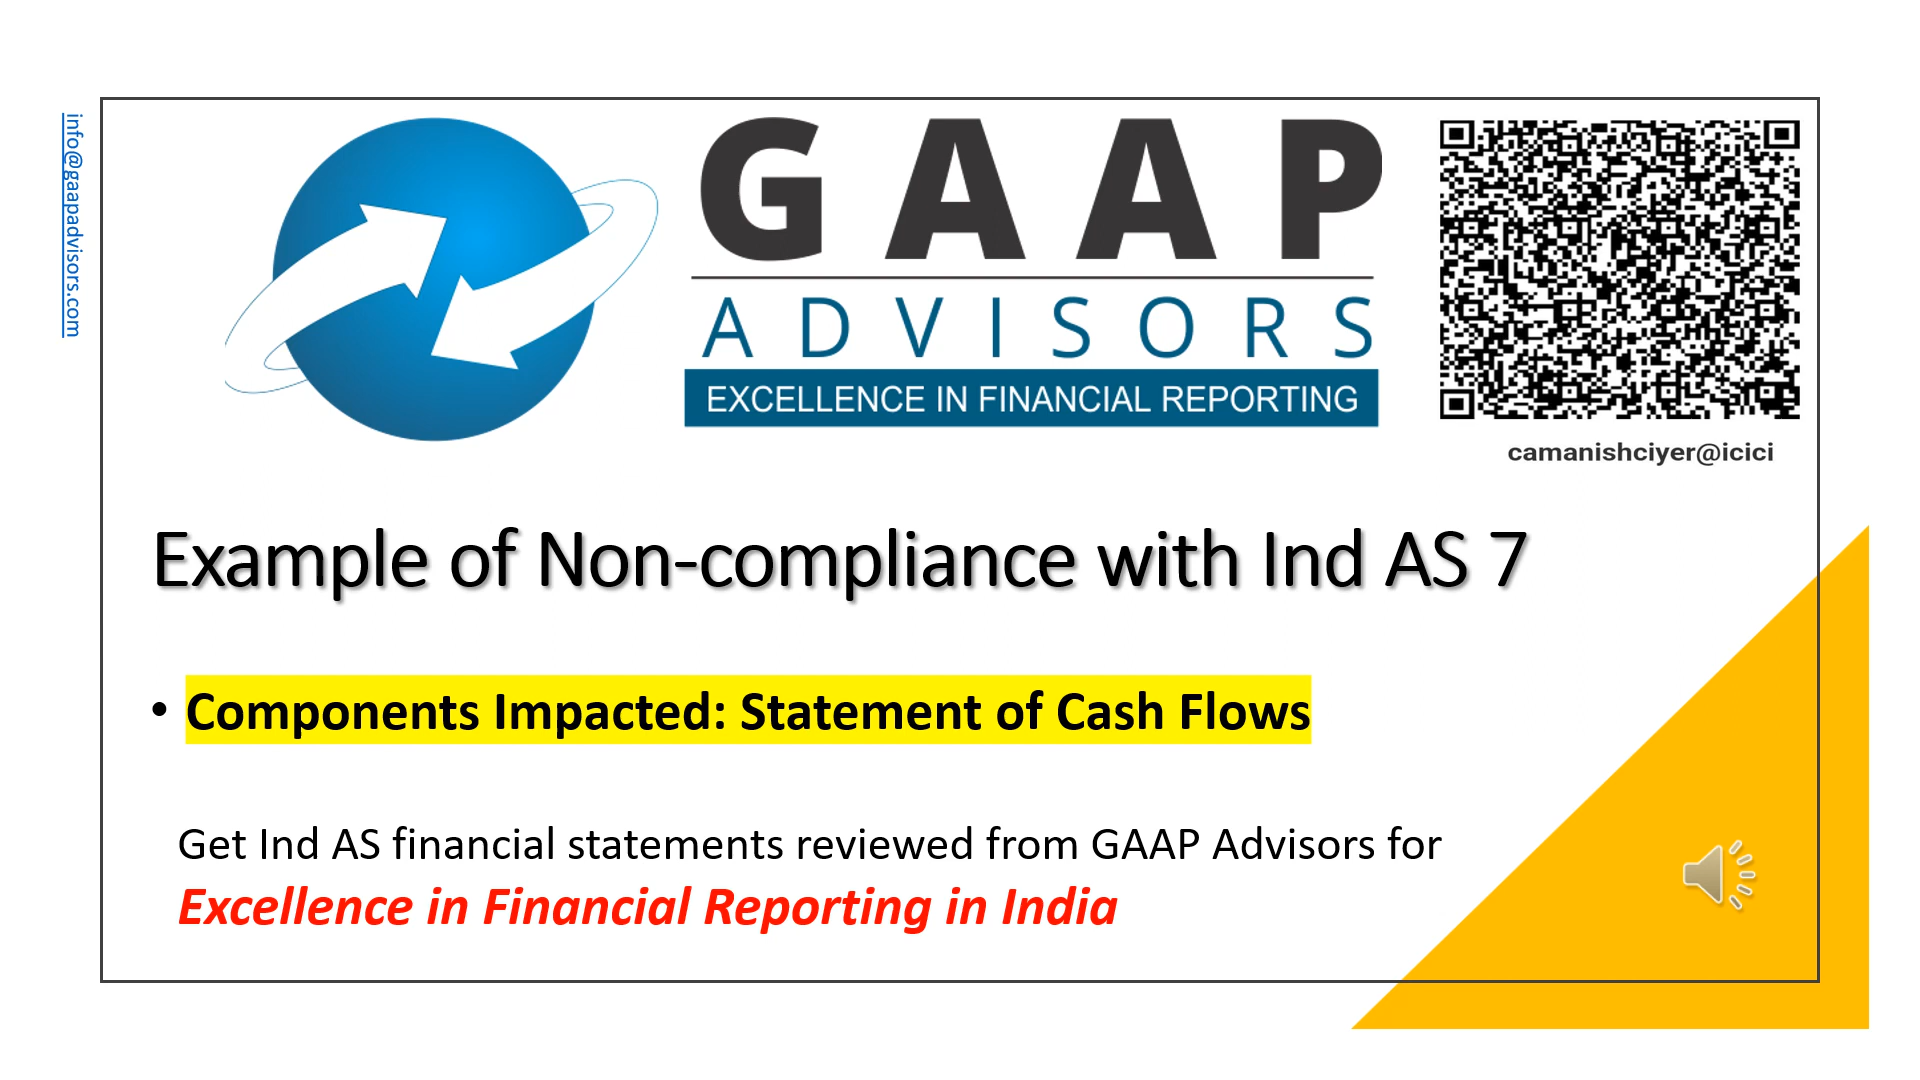 info@gaapadvisors.com
GAAP
ADVISORS
EXCELLENCE IN FINANCIAL REPORTING
camanishciyer@icici
Example of Non-compliance with Ind AS 7
• Components Impacted: Statement of Cash Flows
Get Ind AS financial statements reviewed from GAAP Advisors for
Excellence in Financial Reporting in India